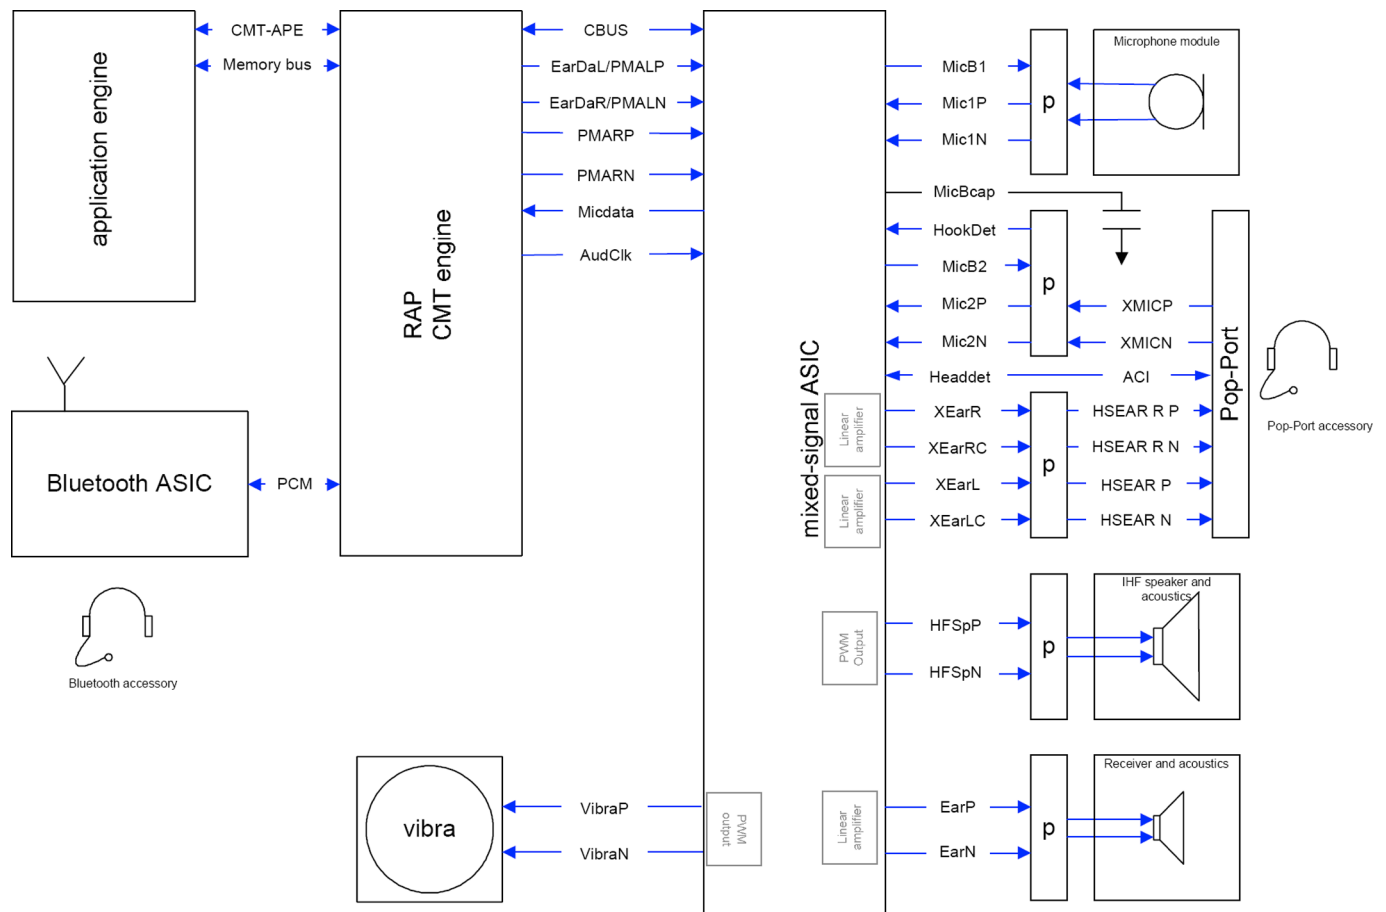 application engine
CMT-APE
Memory bus
RAP
CMT engine
CBUS
EarDaL/PMALP
EarDaR/PMALN
PMARP
PMARN
Micdata
AudClk
Bluetooth ASIC
PCM
Bluetooth accessory
vibra
VibraP
VibraN
PWM
output
mixed-signal ASIC
MicB1
Mic1P
Mic1N
p
Microphone module
MicBcap
HookDet
MicB2
Mic2P
Mic2N
p
XMICP
XMICN
Headdet
ACI
Pop-Port
Pop-Port accessory
Linear
amplifier
XEarR
XEarRC
Linear
amplifier
XEarL
XEarLC
p
HSEAR R P
HSEAR R N
HSEAR P
HSEAR N
PWM
Output
HFSpP
HFSpN
p
IHF speaker and
acoustics
Linear
amplifier
EarP
EarN
p
Receiver and acoustics